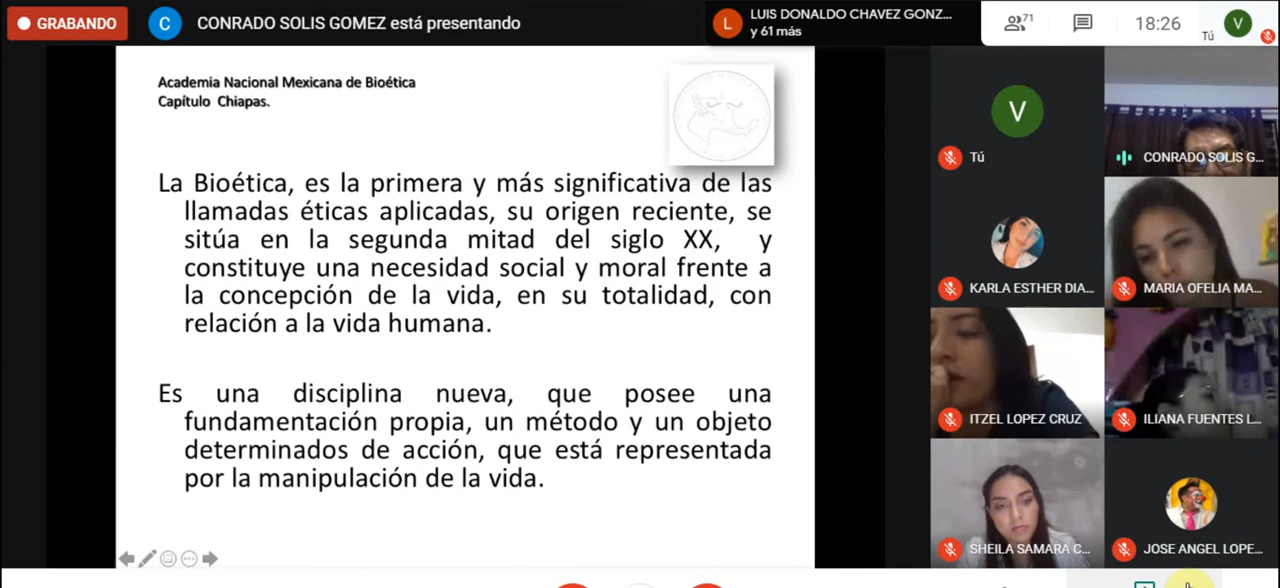 GRABANDO
C
CONRADO SOLIS GOMEZ está presentando
L
LUIS DONALDO CHAVEZ GONZ...
y 61 más
71
18:26
Tú
V
Academia Nacional Mexicana de Bioética
Capítulo Chiapas.
La Bioética, es la primera y más significativa de las
llamadas éticas aplicadas, su origen reciente, se
sitúa en la segunda mitad del siglo XX, y
constituye una necesidad social y moral frente a
la concepción de la vida, en su totalidad, con
relación a la vida humana.
Es una disciplina nueva, que posee una
fundamentación propia, un método y un objeto
determinados de acción, que está representada
por la manipulación de la vida.
V
Tú
CONRADO SOLIS G...
KARLA ESTHER DIA...
MARIA OFELIA MA...
ITZEL LOPEZ CRUZ
ILIANA FUENTES L...
SHEILA SAMARA C...
JOSE ANGEL LOPE...